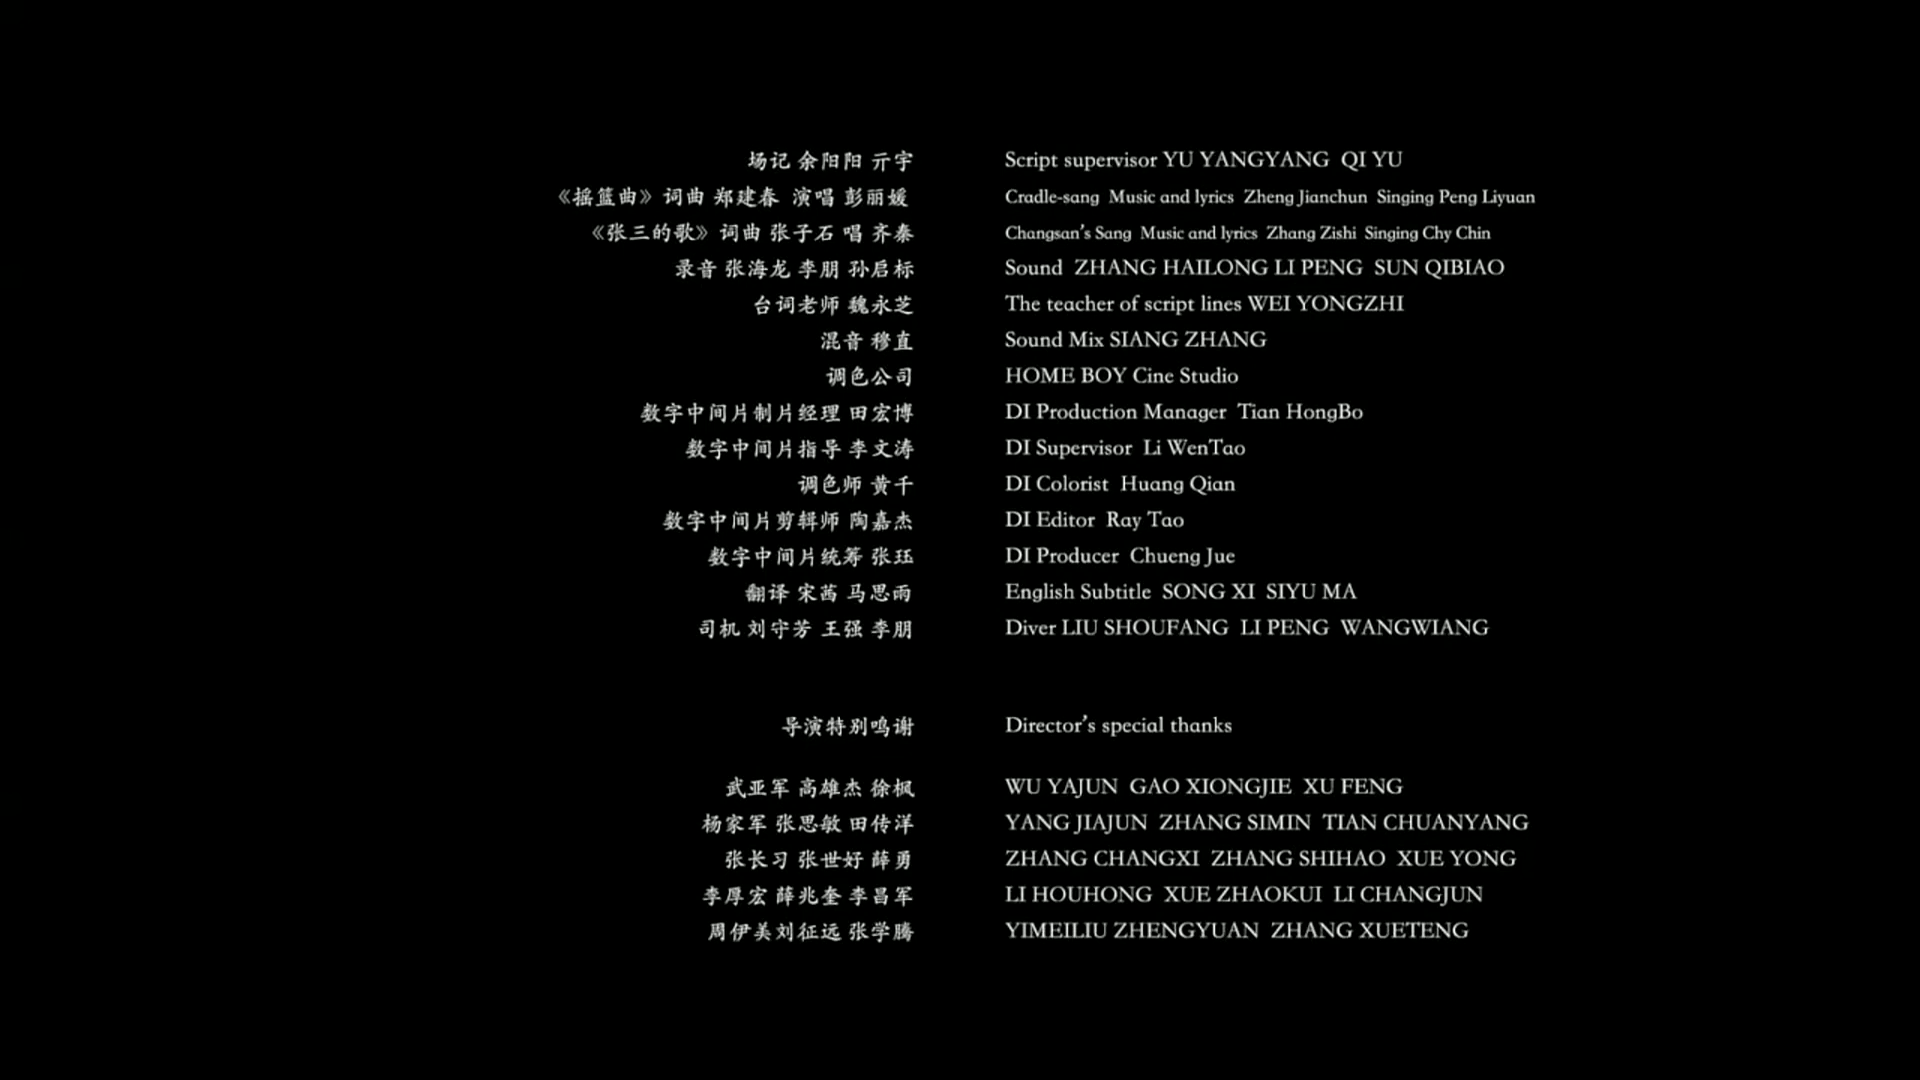 场记 余阳阳 亓宇 Script supervisor YU YANGYANG QI YU
《摇篮曲》词曲 郑建春 演唱 彭丽媛 Cradle-sang Music and lyrics Zheng Jianchun Singing Peng Liyuan
《张三的歌》词曲 张子石 唱 齐秦 Changsan's Sang Music and lyrics Zhang Zishi Singing Chy Chin
录音 张海龙 李朋 孙启标 Sound ZHANG HAILONG LI PENG SUN QIBIAO
台词老师 魏永芝 The teacher of script lines WEI YONGZHI
混音 穆直 Sound Mix SIANG ZHANG
调色公司 HOME BOY Cine Studio
数字中间片制片经理 田宏博 DI Production Manager Tian HongBo
数字中间片指导 李文涛 DI Supervisor Li WenTao
调色师 黄千 DI Colorist Huang Qian
数字中间片剪辑师 陶嘉杰 DI Editor Ray Tao
数字中间片统筹 张珏 DI Producer Chueng Jue
翻译 宋茜 马思雨 English Subtitle SONG XI SIYU MA
司机 刘守芳 王强 李朋 Diver LIU SHOUFANG LI PENG WANGWIANG
导演特别鸣谢 Director's special thanks
武亚军 高雄杰 徐枫 WU YAJUN GAO XIONGJIE XU FENG
杨家军 张思敏 田传洋 YANG JIAJUN ZHANG SIMIN TIAN CHUANYANG
张长习 张世好 薛勇 ZHANG CHANGXI ZHANG SHIHAO XUE YONG
李厚宏 薛兆奎 李昌军 LI HOUHONG XUE ZHAOKUI LI CHANGJUN
周伊美刘征远 张学腾 YIMEILIU ZHENGYUAN ZHANG XUETENG